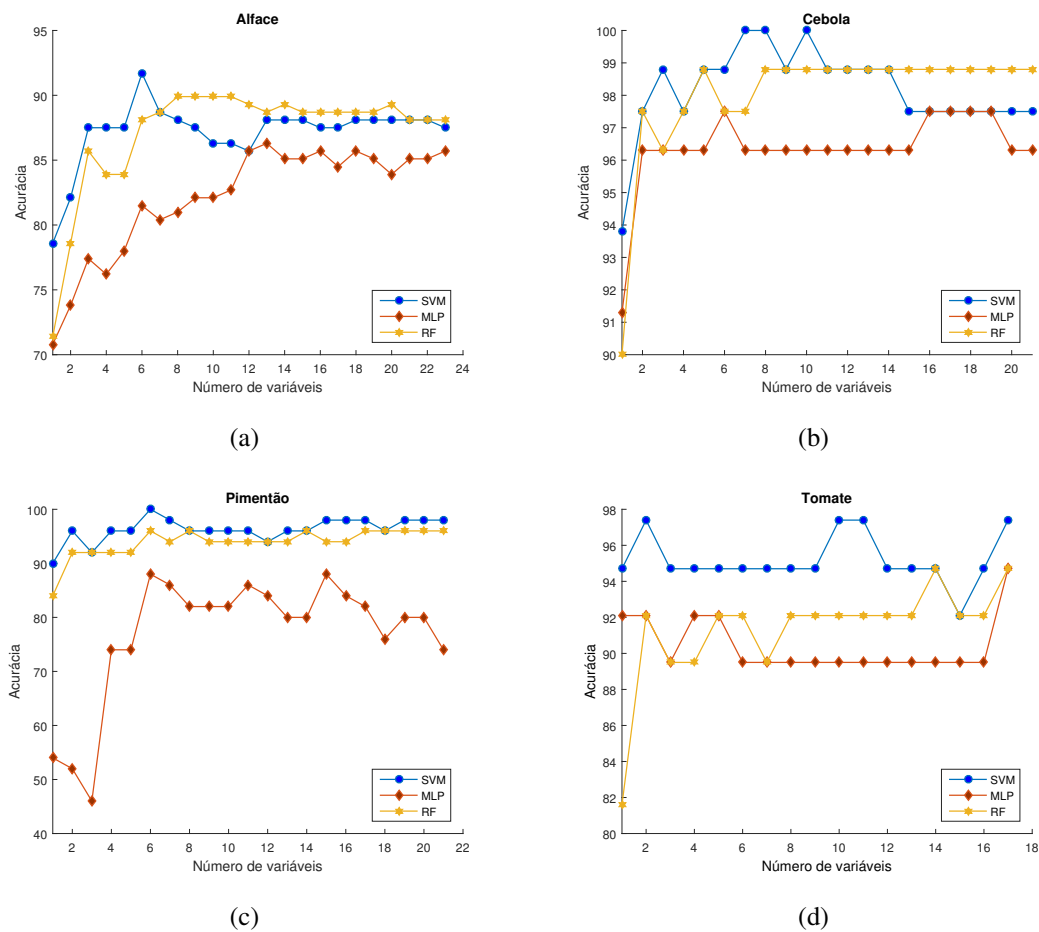 Alface
95
90
85
80
75
70
Acurácia
2 4 6 8 10 12 14 16 18 20 22 24
Número de variáveis
SVM
MLP
RF
(a)
Cebola
100
99
98
97
96
95
94
93
92
91
90
Acurácia
2 4 6 8 10 12 14 16 18 20
Número de variáveis
SVM
MLP
RF
(b)
Pimentão
100
90
80
70
60
50
40
Acurácia
2 4 6 8 10 12 14 16 18 20 22
Número de variáveis
SVM
MLP
RF
(c)
Tomate
98
96
94
92
90
88
86
84
82
80
Acurácia
2 4 6 8 10 12 14 16 18
Número de variáveis
SVM
MLP
RF
(d)